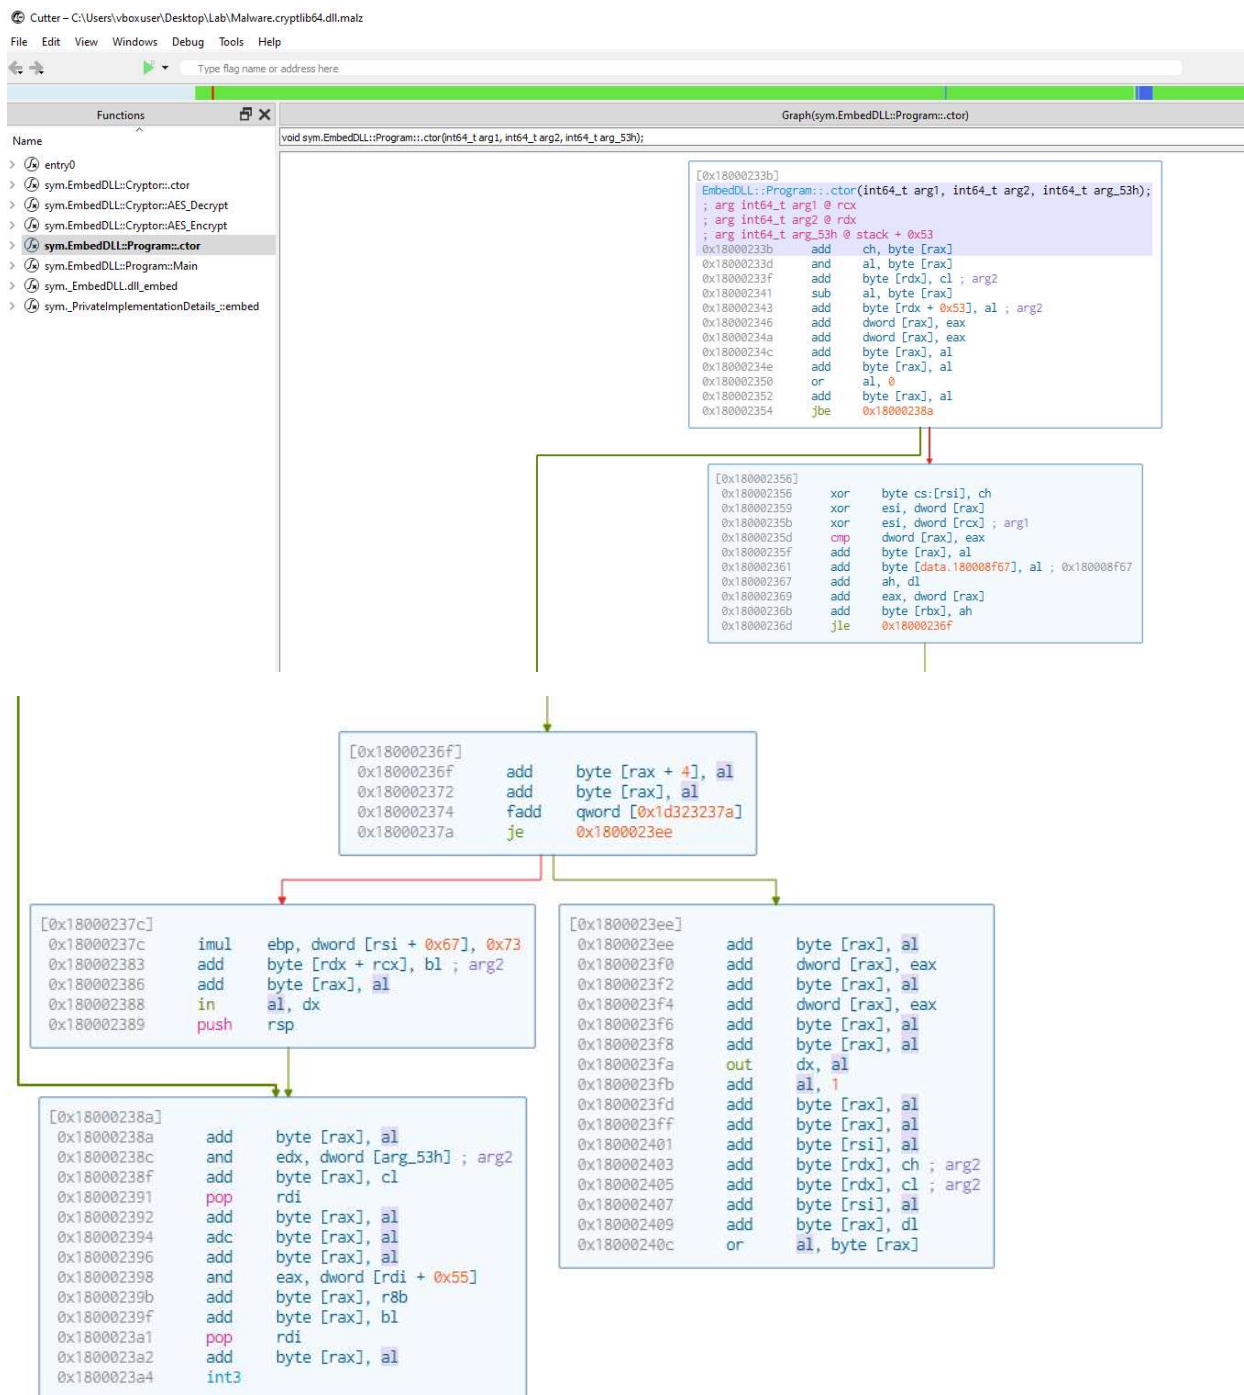 Cutter – C:\Users\vboxuser\Desktop\Lab\Malware.cryptlib64.dll.malz
File Edit View Windows Debug Tools Help
Type flag name or address here
Functions
Graph(sym.EmbedDLL::Program::.ctor)
Name
void sym.EmbedDLL::Program::.ctor(int64_t arg1, int64_t arg2, int64_t arg_53h);
entry0
sym.EmbedDLL::Cryptor::.ctor
sym.EmbedDLL::Cryptor::AES_Decrypt
sym.EmbedDLL::Cryptor::AES_Encrypt
sym.EmbedDLL::Program::.ctor
sym.EmbedDLL::Program::Main
sym._EmbedDLL.dll_embed
sym._PrivateImplementationDetails_::embed
[0x18000233b]
EmbedDLL::Program::.ctor(int64_t arg1, int64_t arg2, int64_t arg_53h);
; arg int64_t arg1 @ rcx
; arg int64_t arg2 @ rdx
; arg int64_t arg_53h @ stack + 0x53
0x18000233b add ch, byte [rax]
0x18000233d and al, byte [rax]
0x18000233f add byte [rdx], cl ; arg2
0x180002341 sub al, byte [rax]
0x180002343 add byte [rdx + 0x53], al ; arg2
0x180002346 add dword [rax], eax
0x18000234a add dword [rax], eax
0x18000234c add byte [rax], al
0x18000234e add byte [rax], al
0x180002350 or al, 0
0x180002352 add byte [rax], al
0x180002354 jbe 0x18000238a
[0x180002356]
0x180002356 xor byte cs:[rsi], ch
0x180002359 xor esi, dword [rax]
0x18000235b xor esi, dword [rcx] ; arg1
0x18000235d cmp dword [rax], eax
0x18000235f add byte [rax], al
0x180002361 add byte [data.180008f67], al ; 0x180008f67
0x180002367 add ah, dl
0x180002369 add eax, dword [rax]
0x18000236b add byte [rbx], ah
0x18000236d jle 0x18000236f
[0x18000236f]
0x18000236f add byte [rax + 4], al
0x180002372 add byte [rax], al
0x180002374 fadd qword [0x1d323237a]
0x18000237a je 0x1800023ee
[0x18000237c]
0x18000237c imul ebp, dword [rsi + 0x67], 0x73
0x180002383 add byte [rdx + rcx], bl ; arg2
0x180002386 add byte [rax], al
0x180002388 in al, dx
0x180002389 push rsp
[0x1800023ee]
0x1800023ee add byte [rax], al
0x1800023f0 add dword [rax], eax
0x1800023f2 add byte [rax], al
0x1800023f4 add dword [rax], eax
0x1800023f6 add byte [rax], al
0x1800023f8 add byte [rax], al
0x1800023fa out dx, al
0x1800023fb add al, 1
0x1800023fd add byte [rax], al
0x1800023ff add byte [rax], al
0x180002401 add byte [rsi], al
0x180002403 add byte [rdx], ch ; arg2
0x180002405 add byte [rdx], cl ; arg2
0x180002407 add byte [rsi], al
0x180002409 add byte [rax], dl
0x18000240c or al, byte [rax]
[0x18000238a]
0x18000238a add byte [rax], al
0x18000238c and edx, dword [arg_53h] ; arg2
0x18000238f add byte [rax], cl
0x180002391 pop rdi
0x180002392 add byte [rax], al
0x180002394 adc byte [rax], al
0x180002396 add byte [rax], al
0x180002398 and eax, dword [rdi + 0x55]
0x18000239b add byte [rax], r8b
0x18000239f add byte [rax], bl
0x1800023a1 pop rdi
0x1800023a2 add byte [rax], al
0x1800023a4 int3